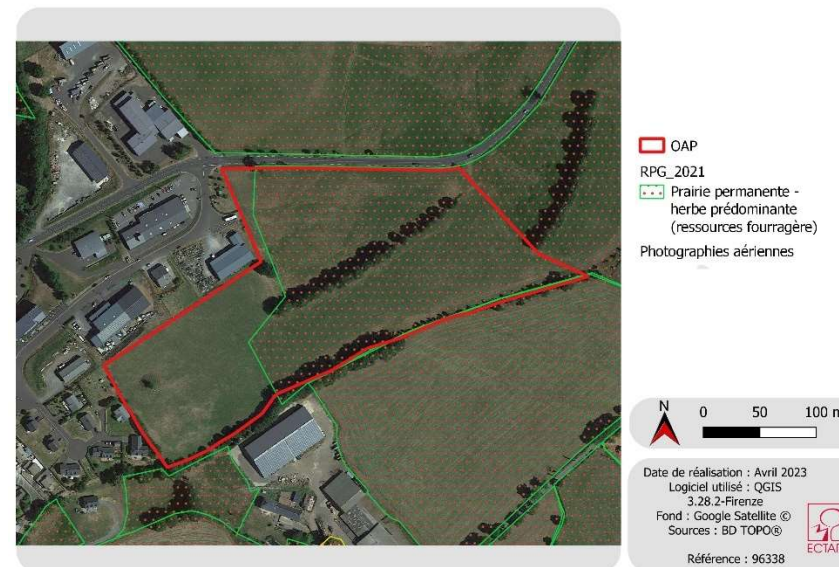 OAP
RPG_2021
Prairie permanente -
herbe prédominante
(ressources fourragère)
Photographies aériennes
N
0 50 100 m
Date de réalisation : Avril 2023
Logiciel utilisé : QGIS
3.28.2-Firenze
Fond : Google Satellite ©
Sources : BD TOPO®
Référence : 96338